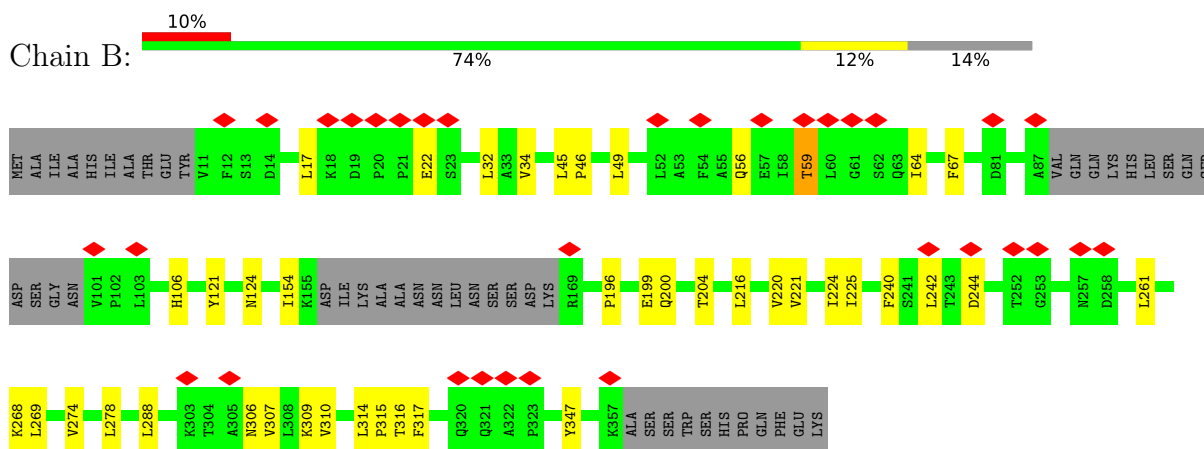 10%
Chain B:
74% 12% 14%
MET ALA ILE ALA HIS ILE ALA THR GLU TYR V11 F12 S13 D14 L17 K18 D19 P20 P21 E22 S23 L32 A33 V34 L45 P46 L49 L52 A53 F54 A55 Q56 E57 I58 T59 L60 G61 S62 Q63 I64 F67 D81 A87 VAL GLN GLN LYS HIS LEU SER GLN
ASP SER GLY ASN V101 P102 L103 H106 Y121 N124 I154 K155 ASP ILE LYS ALA ALA ASN ASN LEU ASN SER SER ASP LYS R169 P196 E199 Q200 T204 L216 V220 V221 I224 I225 F240 S241 L242 T243 D244 T252 G253 N257 D258 L261
K268 L269 V274 L278 L288 K303 T304 A305 N306 V307 L308 K309 V310 L314 P315 T316 F317 Q320 Q321 A322 P323 Y347 K357 ALA SER SER TRP SER HIS PRO GLN PHE GLU LYS